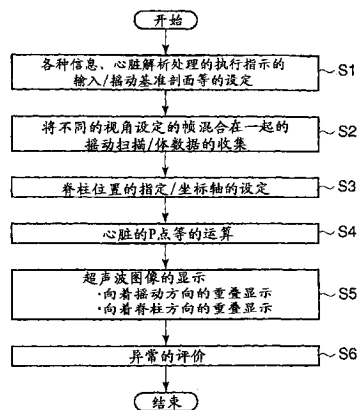 开始
各种信息、心脏解析处理的执行指示的
输入/摇动基准剖面等的设定
S1
将不同的视角设定的帧混合在一起的
摇动扫描/体数据的收集
S2
脊柱位置的指定/坐标轴的设定
S3
心脏的P点等的运算
S4
超声波图像的显示
·向着摇动方向的重叠显示
·向着脊柱方向的重叠显示
S5
异常的评价
S6
结束